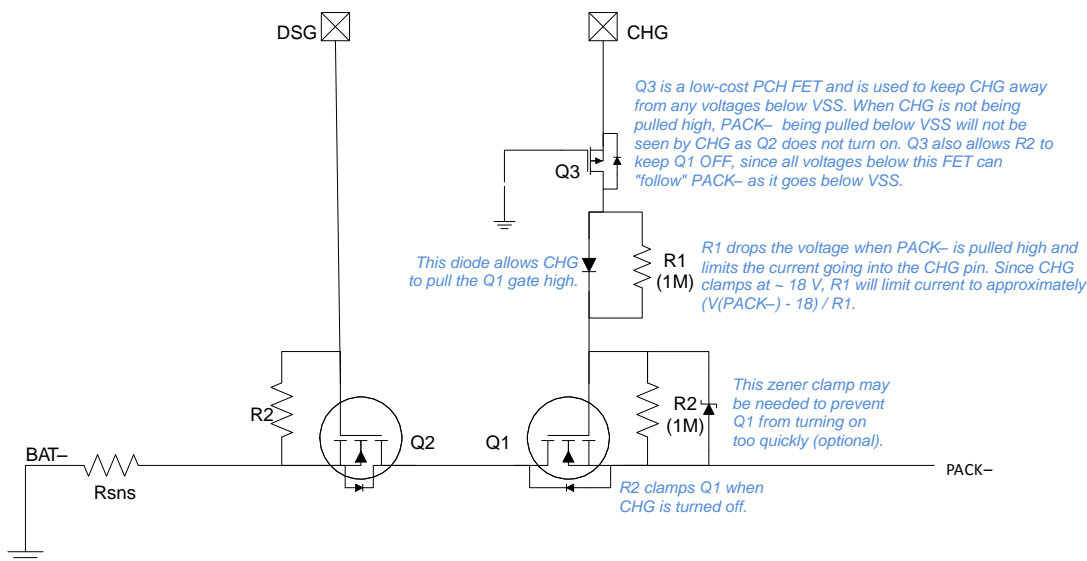 DSG
CHG
Q3 is a low-cost PCH FET and is used to keep CHG away
from any voltages below VSS. When CHG is not being
pulled high, PACK– being pulled below VSS will not be
seen by CHG as Q2 does not turn on. Q3 also allows R2 to
keep Q1 OFF, since all voltages below this FET can
"follow" PACK– as it goes below VSS.
Q3
This diode allows CHG
to pull the Q1 gate high.
R1
(1M)
R1 drops the voltage when PACK– is pulled high and
limits the current going into the CHG pin. Since CHG
clamps at ~ 18 V, R1 will limit current to approximately
(V(PACK–) - 18) / R1.
R2
Q2
Q1
R2
(1M)
This zener clamp may
be needed to prevent
Q1 from turning on
too quickly (optional).
BAT–
Rsns
R2 clamps Q1 when
CHG is turned off.
PACK–